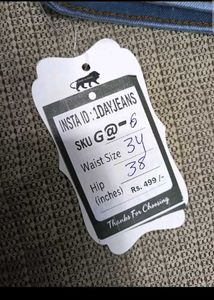 INSTA ID : 1DAYJEANS
SKU G@-6
Waist Size 34
Hip 38
(inches) Rs. 499/-
Thanks For Choosing